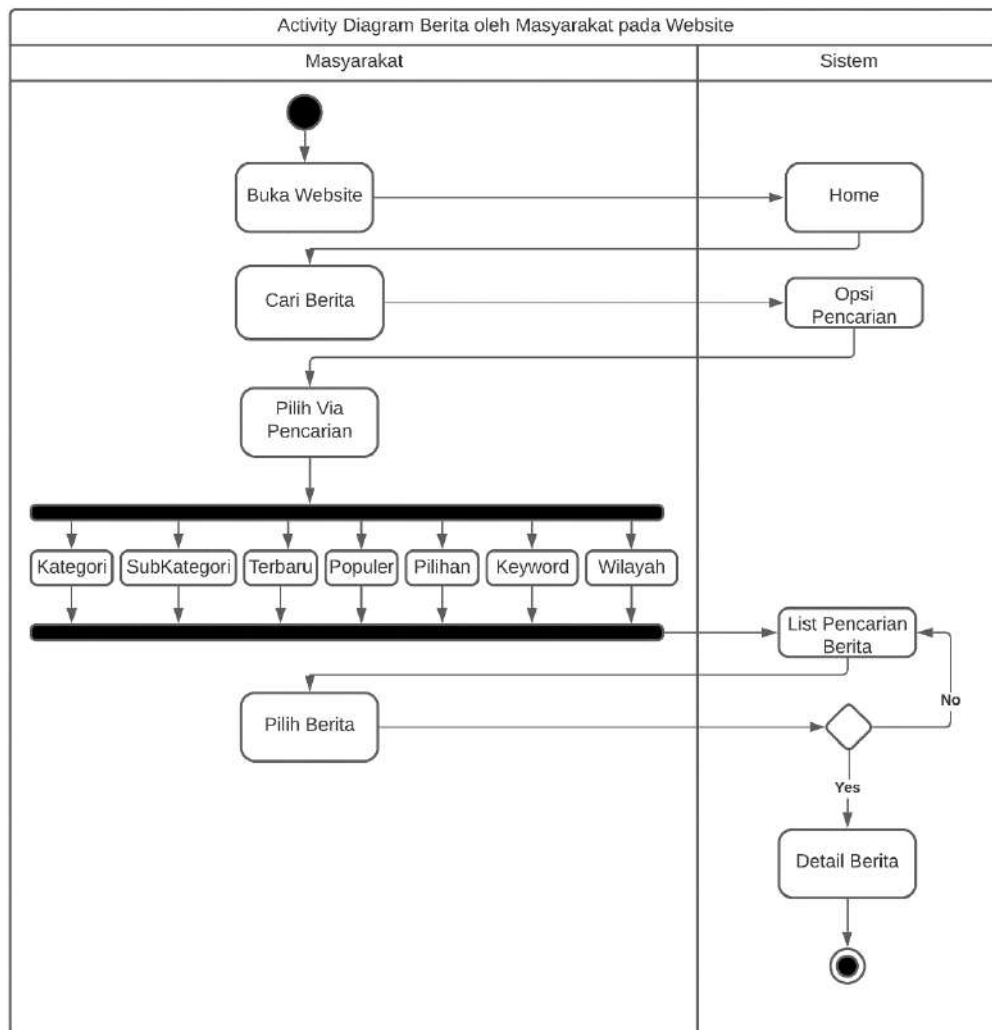 Activity Diagram Berita oleh Masyarakat pada Website
Masyarakat
Sistem
Buka Website
Home
Cari Berita
Opsi
Pencarian
Pilih Via
Pencarian
Kategori
SubKategori
Terbaru
Populer
Pilihan
Keyword
Wilayah
List Pencarian
Berita
No
Pilih Berita
Yes
Detail Berita